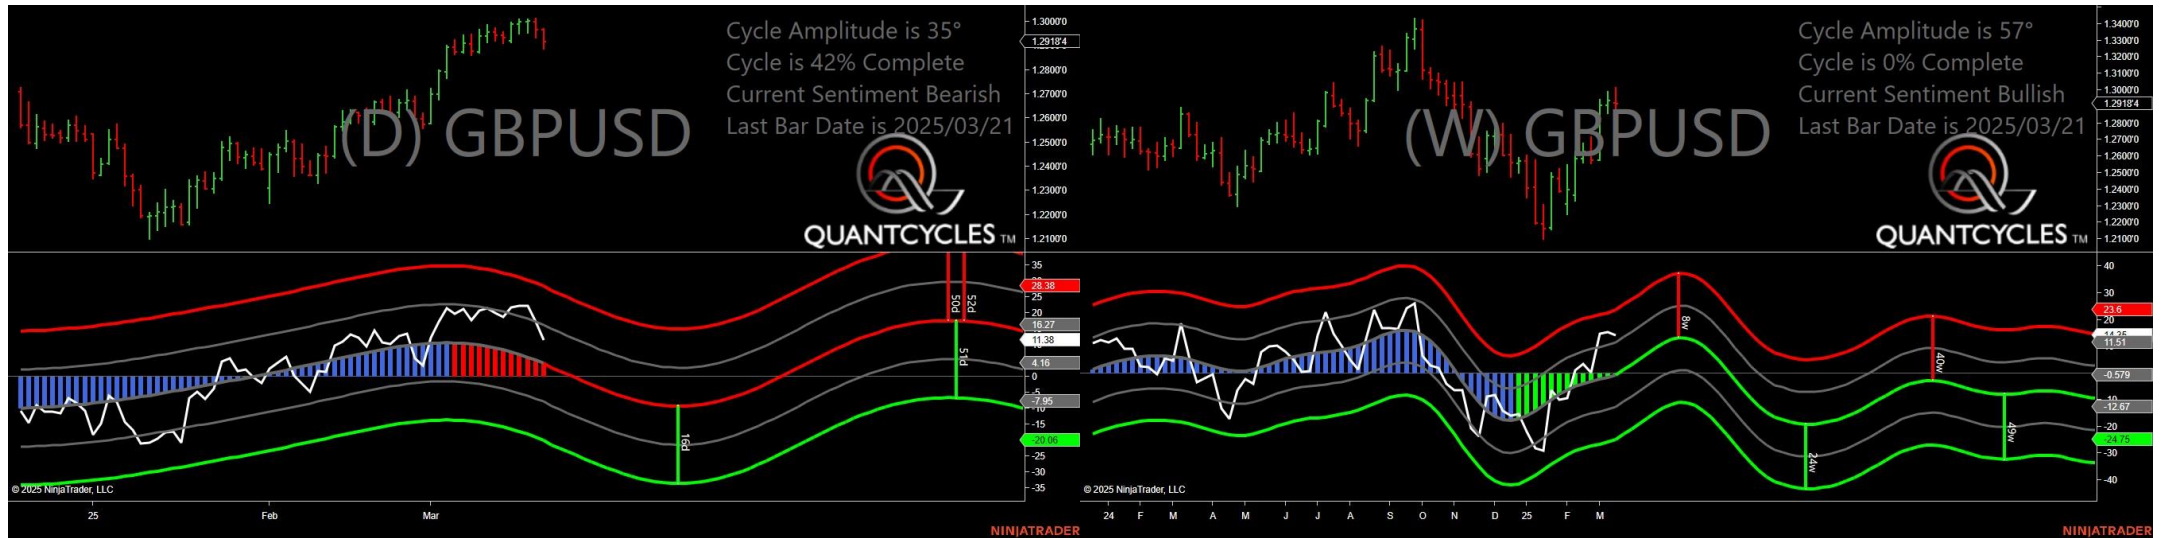 Cycle Amplitude is 35°
Cycle is 42% Complete
Current Sentiment Bearish
Last Bar Date is 2025/03/21
(D) GBPUSD
QUANTCYCLES TM
1.3000'0
1.2918'4
1.2800'0
1.2700'0
1.2600'0
1.2500'0
1.2400'0
1.2300'0
1.2200'0
1.2100'0
35
28.38
25
20
16.27
11.38
4.16
0
-5
-7.95
-10
-15
-20.06
-25
-30
-35
16d
50d
52d
51d
© 2025 NinjaTrader, LLC
25 Feb Mar
NINJATRADER
Cycle Amplitude is 57°
Cycle is 0% Complete
Current Sentiment Bullish
Last Bar Date is 2025/03/21
(W) GBPUSD
QUANTCYCLES TM
1.3400'0
1.3300'0
1.3200'0
1.3100'0
1.3000'0
1.2918'4
1.2800'0
1.2700'0
1.2600'0
1.2500'0
1.2400'0
1.2300'0
1.2200'0
1.2100'0
40
30
23.6
20
11.51
-0.579
-12.67
-20
-24.75
-30
-40
8w
24w
40w
49w
© 2025 NinjaTrader, LLC
24 F M A M J J A S O N D 25 F M
NINJATRADER